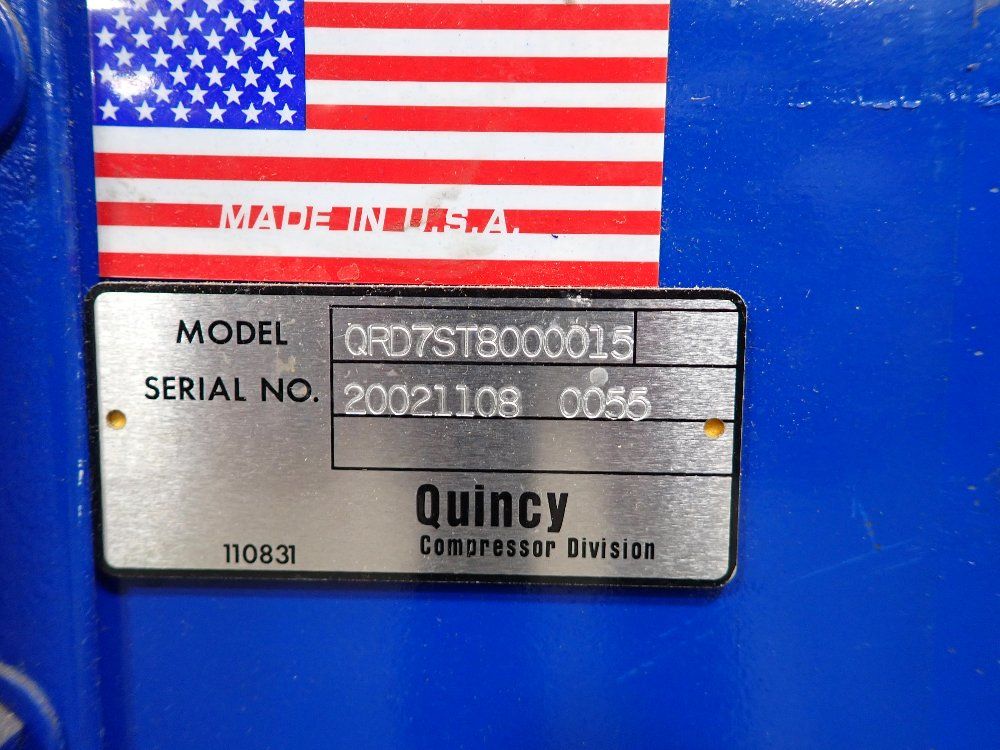 MADE IN U.S.A.
MODEL QRD7ST8000015
SERIAL NO. 20021108 0055
Quincy
Compressor Division
110831